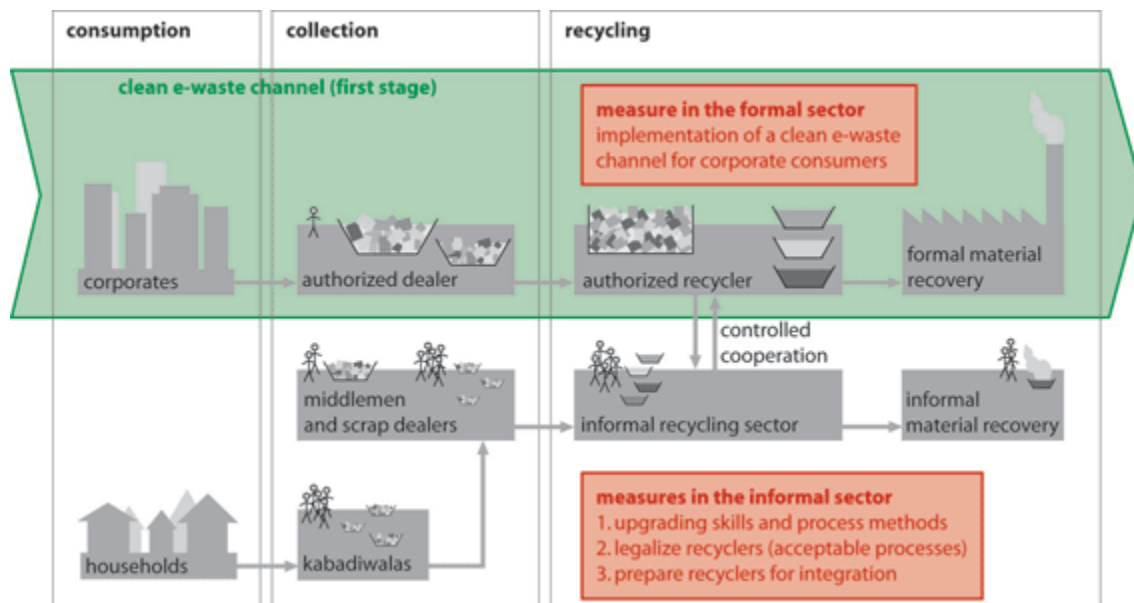 consumption
collection
recycling
clean e-waste channel (first stage)
measure in the formal sector
implementation of a clean e-waste
channel for corporate consumers
corporates
authorized dealer
authorized recycler
formal material
recovery
controlled
cooperation
middlemen
and scrap dealers
informal recycling sector
informal
material recovery
measures in the informal sector
1. upgrading skills and process methods
2. legalize recyclers (acceptable processes)
3. prepare recyclers for integration
households
kabadiwalas